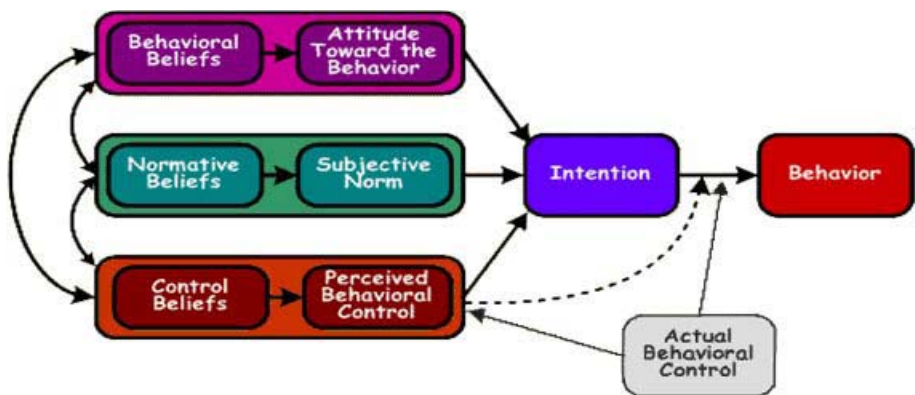 Behavioral
Beliefs
Attitude
Toward the
Behavior
Normative
Beliefs
Subjective
Norm
Intention
Behavior
Control
Beliefs
Perceived
Behavioral
Control
Actual
Behavioral
Control